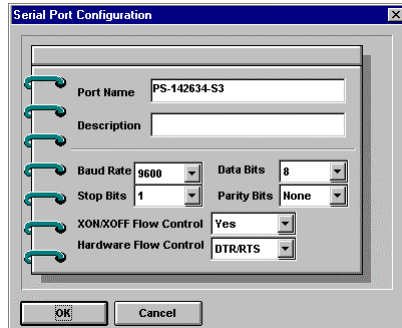 Serial Port Configuration
Port Name PS-142634-S3
Description
Baud Rate 9600 Data Bits 8
Stop Bits 1 Parity Bits None
XON/XOFF Flow Control Yes
Hardware Flow Control DTR/RTS
OK Cancel